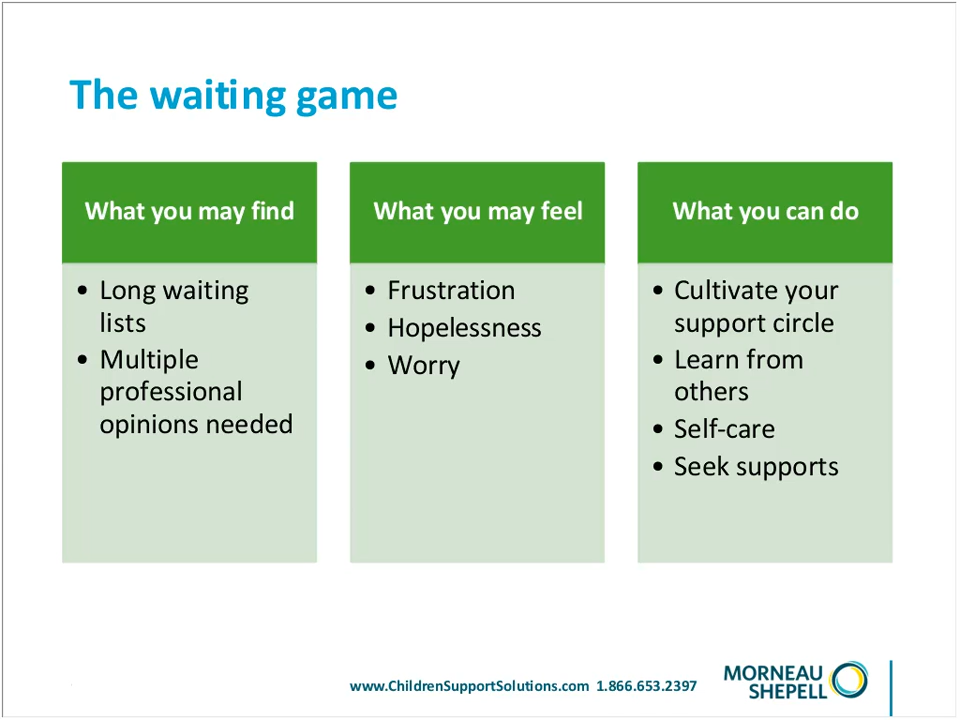 The waiting game
What you may find
• Long waiting
lists
• Multiple
professional
opinions needed
What you may feel
• Frustration
• Hopelessness
• Worry
What you can do
• Cultivate your
support circle
• Learn from
others
• Self-care
• Seek supports
www.ChildrenSupportSolutions.com 1.866.653.2397
MORNEAU
SHEPELL